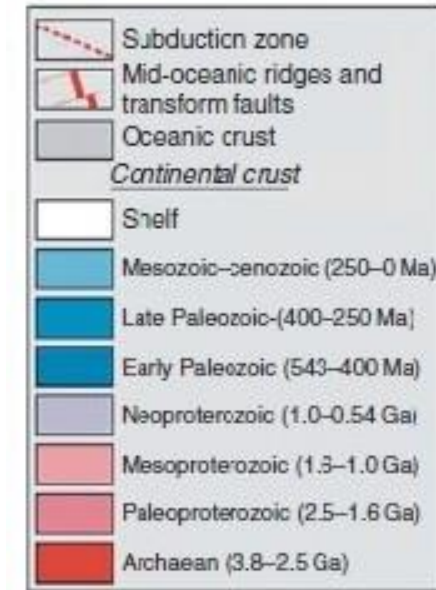 Subduction zone
Mid-oceanic ridges and
transform faults
Oceanic crust
Continental crust
Shelf
Mesozoic–cenozoic (250–0 Ma)
Late Paleozoic-(400–250 Ma)
Early Paleozoic (543–400 Ma)
Neoproterozoic (1.0–0.54 Ga)
Mesoproterozoic (1.6–1.0 Ga)
Paleoproterozoic (2.5–1.6 Ga)
Archaean (3.8–2.5 Ga)